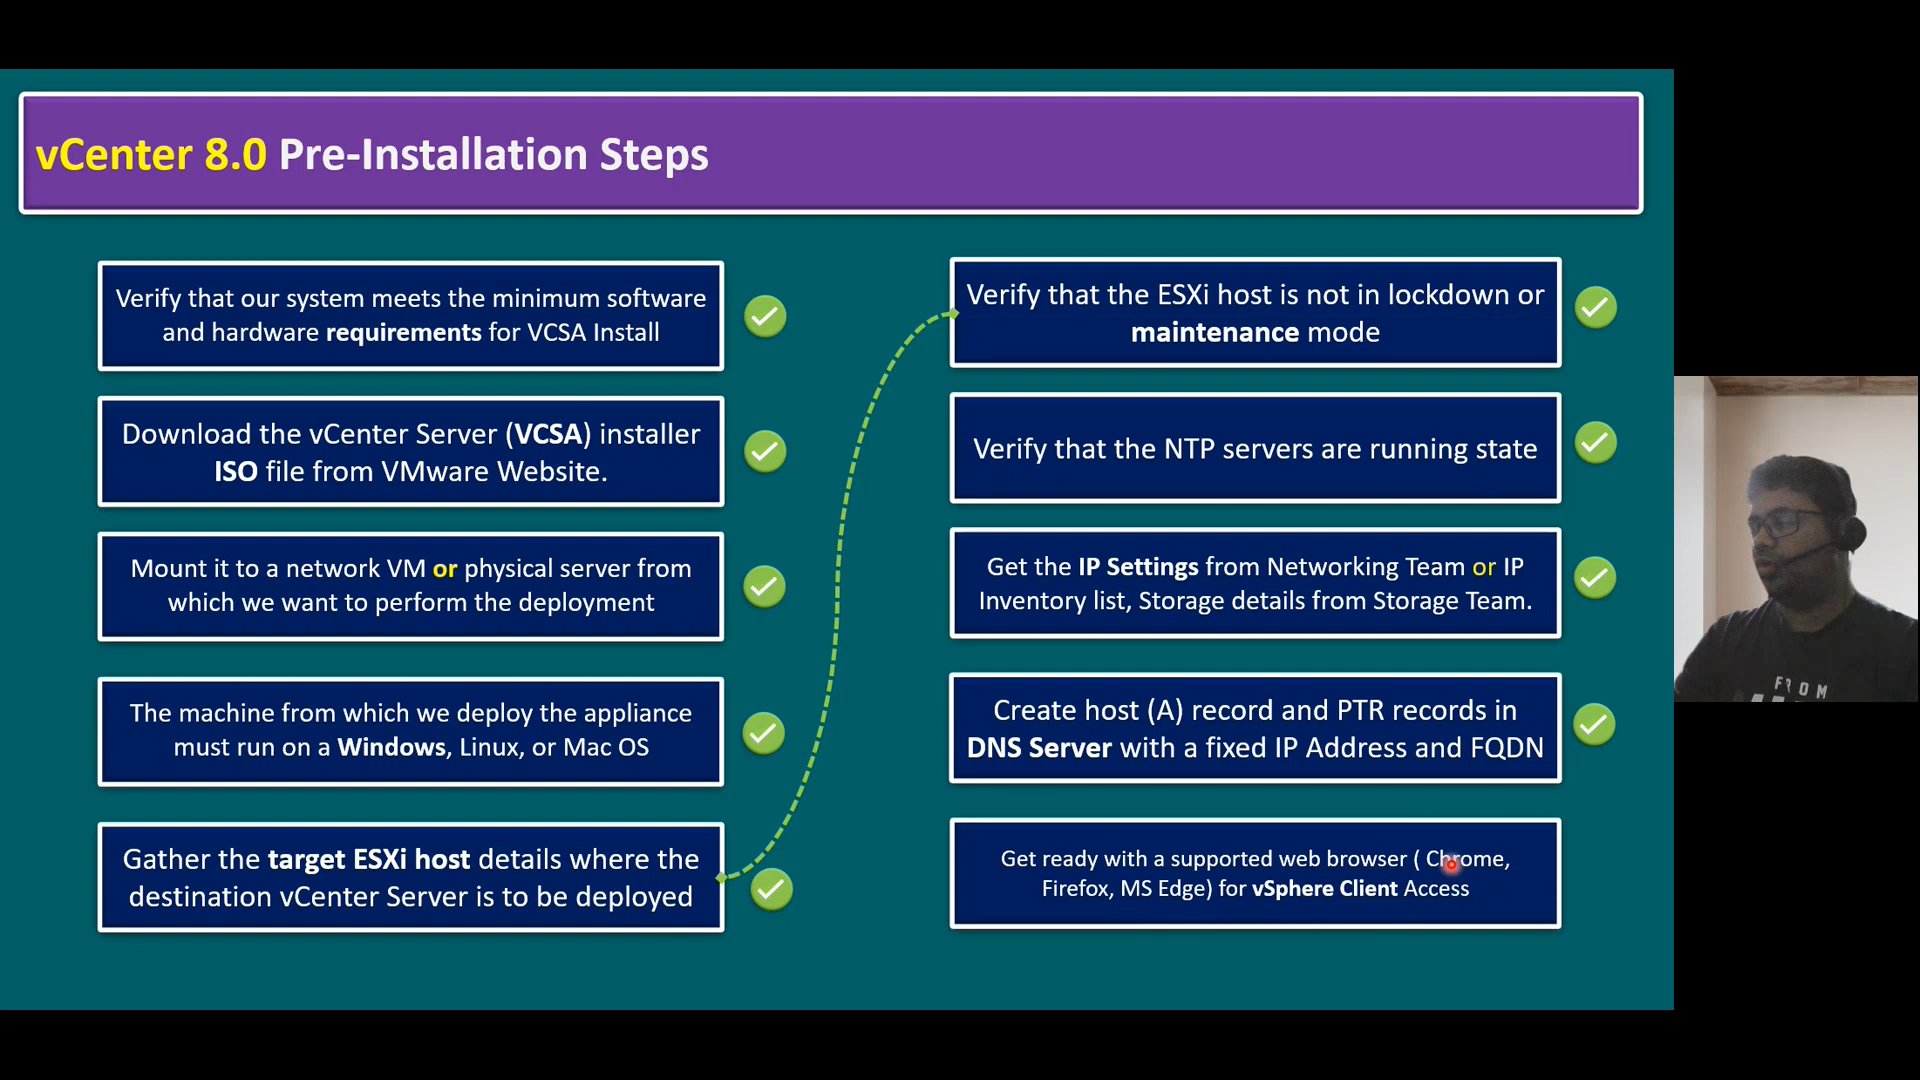 vCenter 8.0 Pre-Installation Steps
Verify that our system meets the minimum software
and hardware requirements for VCSA Install
Download the vCenter Server (VCSA) installer
ISO file from VMware Website.
Mount it to a network VM or physical server from
which we want to perform the deployment
The machine from which we deploy the appliance
must run on a Windows, Linux, or Mac OS
Gather the target ESXi host details where the
destination vCenter Server is to be deployed
Verify that the ESXi host is not in lockdown or
maintenance mode
Verify that the NTP servers are running state
Get the IP Settings from Networking Team or IP
Inventory list, Storage details from Storage Team.
Create host (A) record and PTR records in
DNS Server with a fixed IP Address and FQDN
Get ready with a supported web browser ( Chrome,
Firefox, MS Edge) for vSphere Client Access
FROM